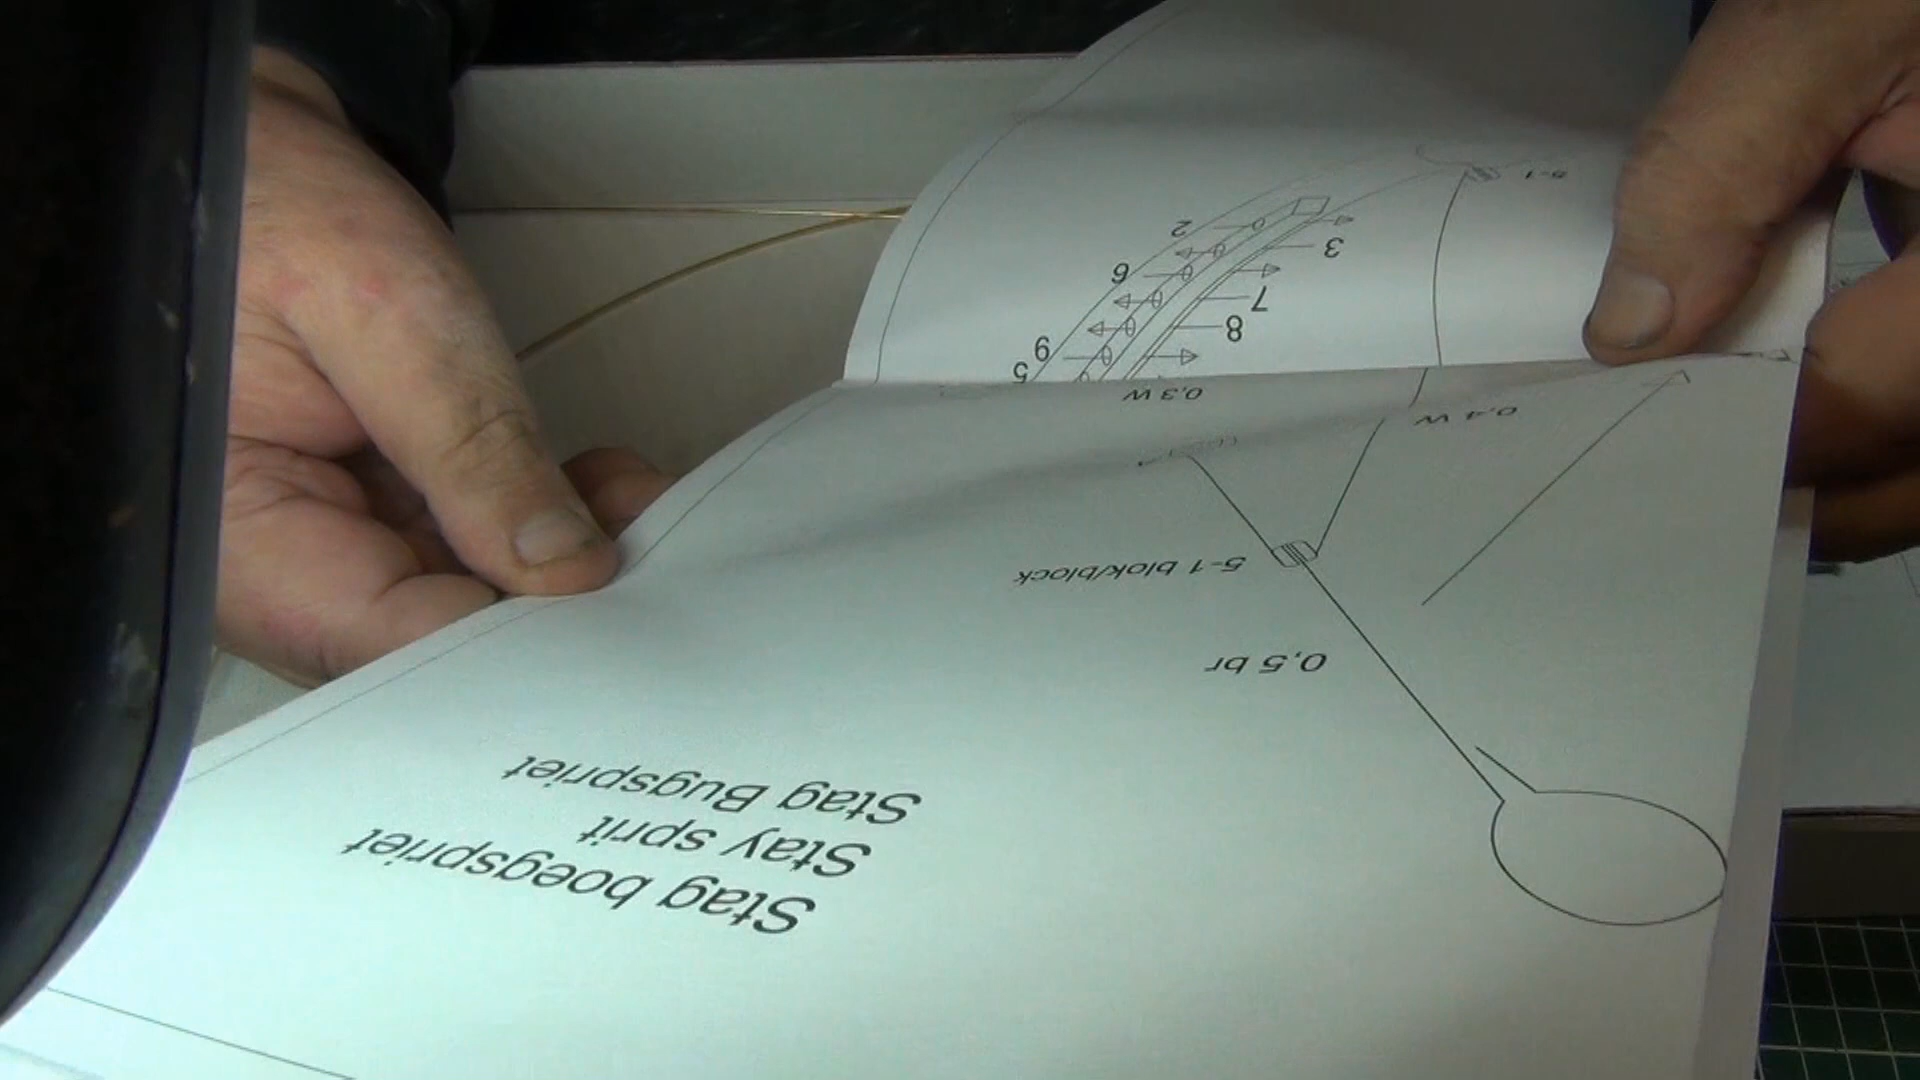 Stag boegspriet
Stay sprit
Stag Bugspriet
0,5 br
5-1 blok/block
0,4 w
0,3 w
5
9
8
7
6
3
2
5-1